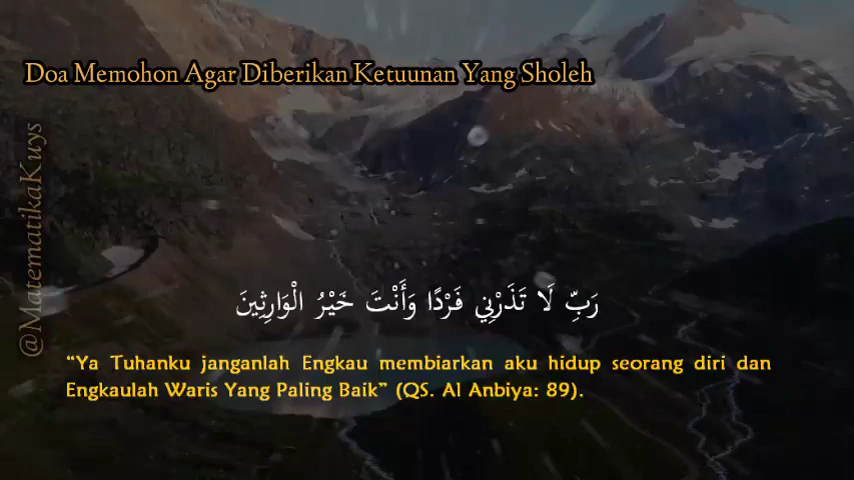 Doa Memohon Agar Diberikan Ketuunan Yang Sholeh
@MatematikaKuys
رَبِّ لَا تَذَرْنِي فَرْدًا وَأَنْتَ خَيْرُ الْوَارِثِينَ
“Ya Tuhanku janganlah Engkau membiarkan aku hidup seorang diri dan
Engkaulah Waris Yang Paling Baik” (QS. Al Anbiya: 89).